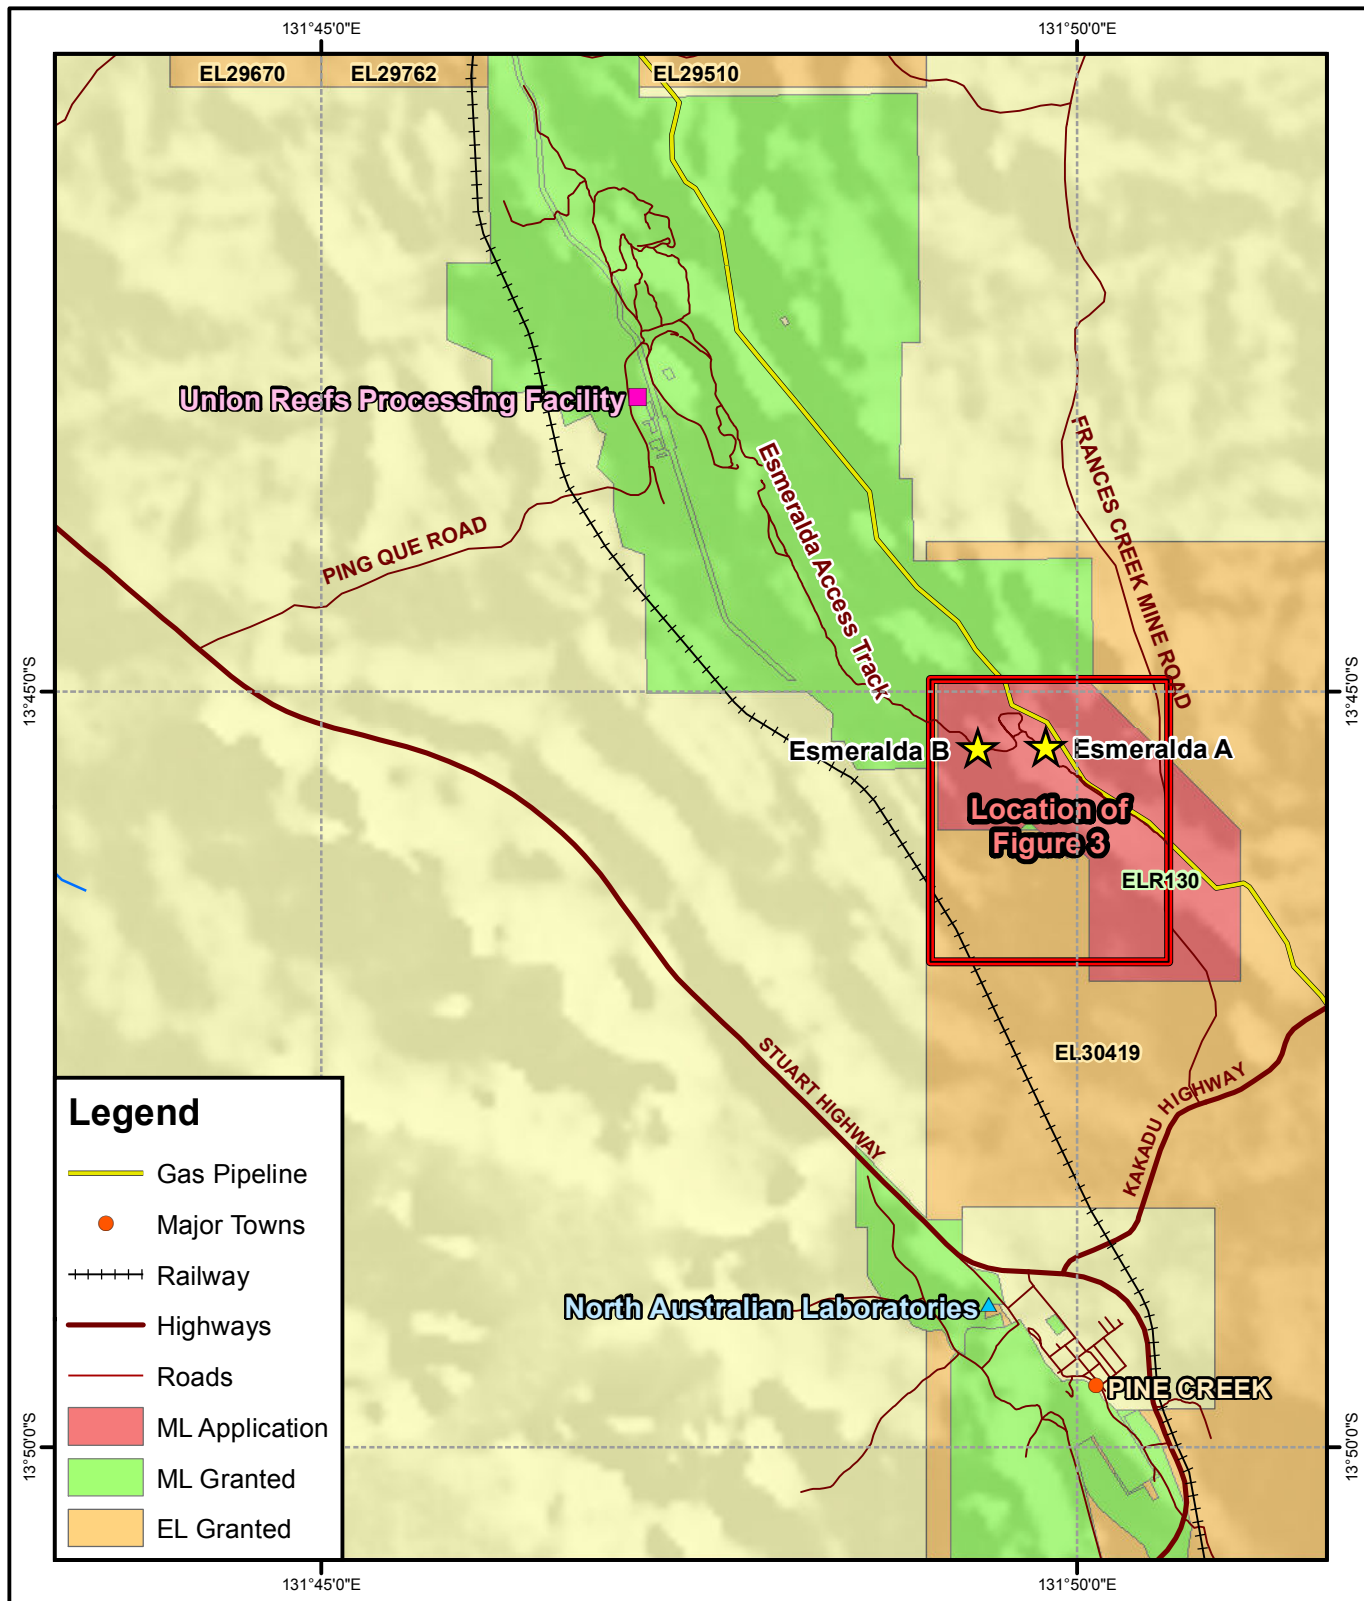 131°45'0"E
131°50'0"E
EL29670
EL29762
EL29510
Union Reefs Processing Facility
Esmeralda Access Track
FRANCES CREEK MINE ROAD
PING QUE ROAD
13°45'0"S
13°45'0"S
Esmeralda B
Esmeralda A
Location of
Figure 3
ELR130
STUART HIGHWAY
EL30419
KAKADU HIGHWAY
North Australian Laboratories
PINE CREEK
Legend
Gas Pipeline
Major Towns
Railway
Highways
Roads
ML Application
ML Granted
EL Granted
13°50'0"S
13°50'0"S
131°45'0"E
131°50'0"E